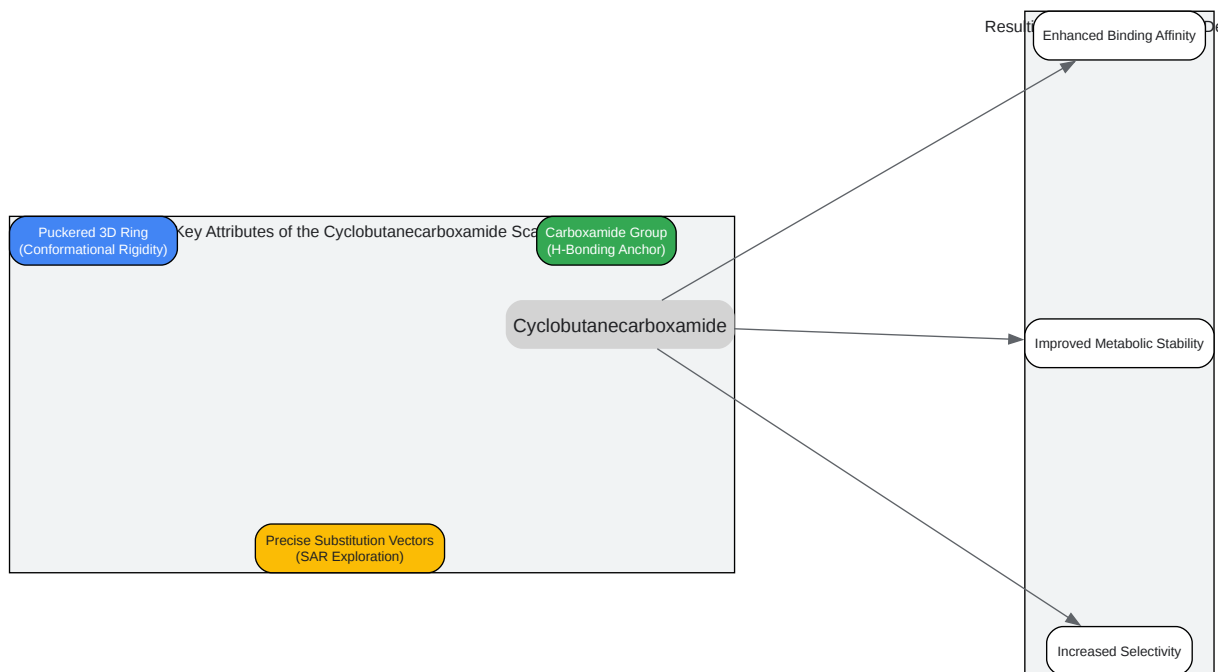 Enhanced Binding Affinity
Puckered 3D Ring
(Conformational Rigidity)
Key Attributes of the Cyclobutanecarboxamide
Carboxamide Group
(H-Bonding Anchor)
Cyclobutanecarboxamide
Improved Metabolic Stability
Precise Substitution Vectors
(SAR Exploration)
Increased Selectivity